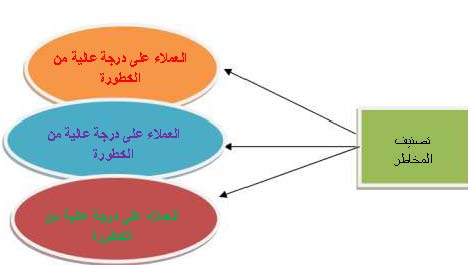 العملاء على درجة عالية من
الخطورة
العملاء على درجة عالية من
الخطورة
العملاء على درجة عالية من
الخطورة
تصنيف
المخاطر